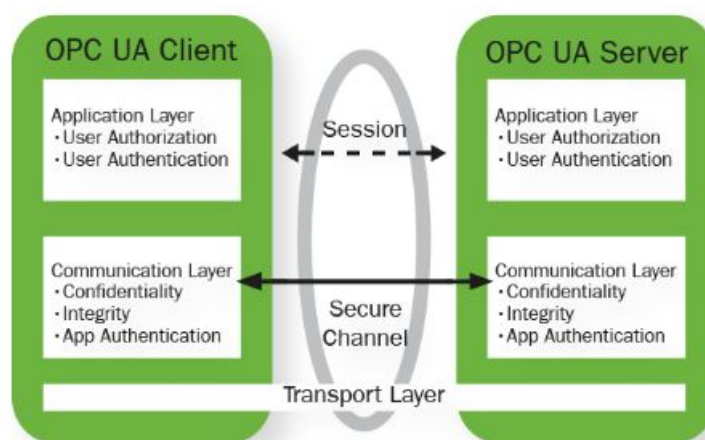 OPC UA Client
Application Layer
· User Authorization
· User Authentication
Communication Layer
· Confidentiality
· Integrity
· App Authentication
Session
Secure
Channel
OPC UA Server
Application Layer
· User Authorization
· User Authentication
Communication Layer
· Confidentiality
· Integrity
· App Authentication
Transport Layer